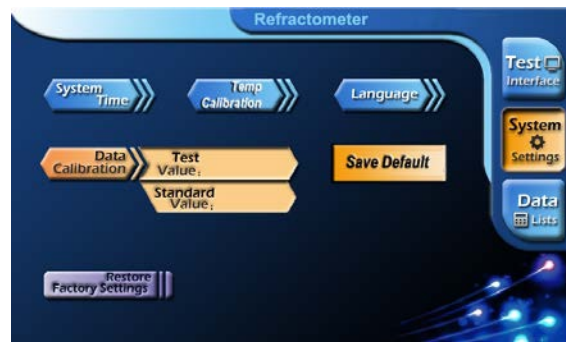 Refractometer
Test
Interface
System
Time
Temp
Calibration
Language
System
Settings
Data
Calibration
Test
Value:
Save Default
Standard
Value:
Data
Lists
Restore
Factory Settings